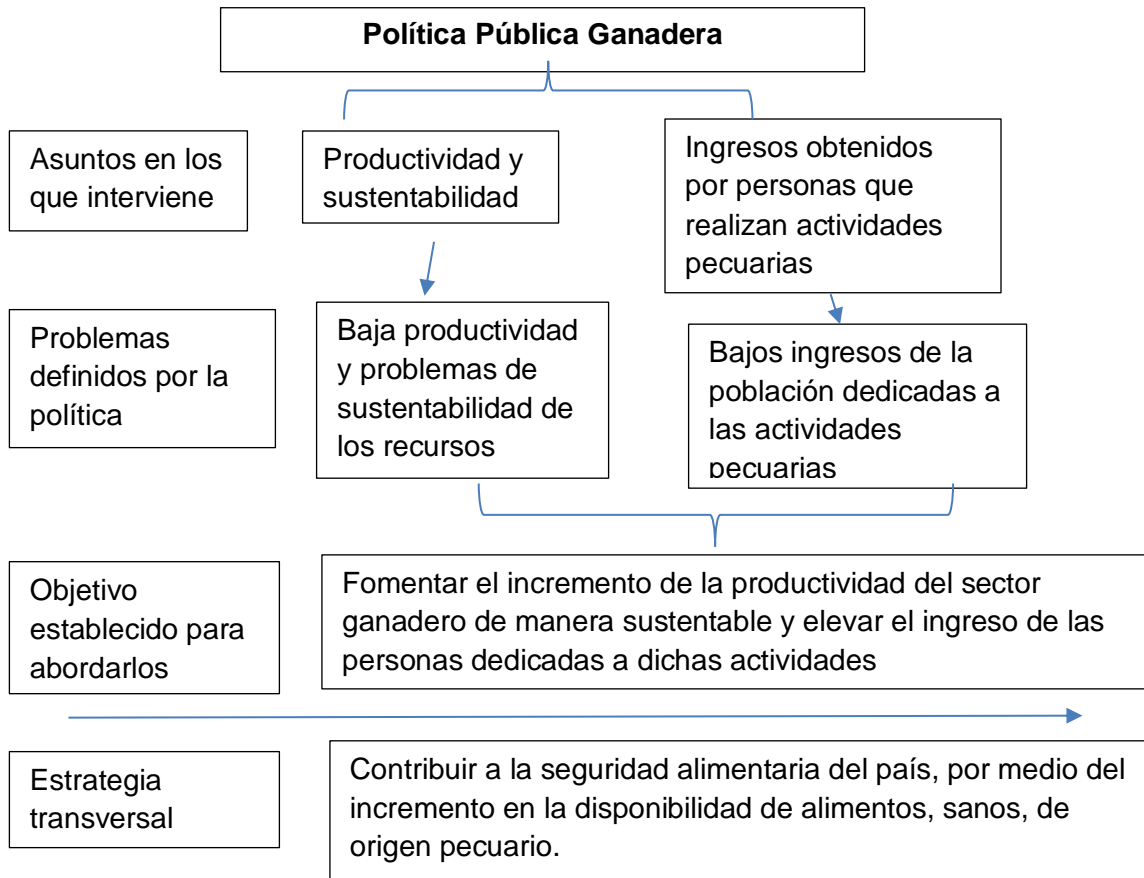 Política Pública Ganadera
Asuntos en los
que interviene
Productividad y
sustentabilidad
Ingresos obtenidos
por personas que
realizan actividades
pecuarias
Problemas
definidos por la
política
Baja productividad
y problemas de
sustentabilidad de
los recursos
Bajos ingresos de la
población dedicadas a
las actividades
pecuarias
Objetivo
establecido para
abordarlos
Fomentar el incremento de la productividad del sector
ganadero de manera sustentable y elevar el ingreso de las
personas dedicadas a dichas actividades
Estrategia
transversal
Contribuir a la seguridad alimentaria del país, por medio del
incremento en la disponibilidad de alimentos, sanos, de
origen pecuario.